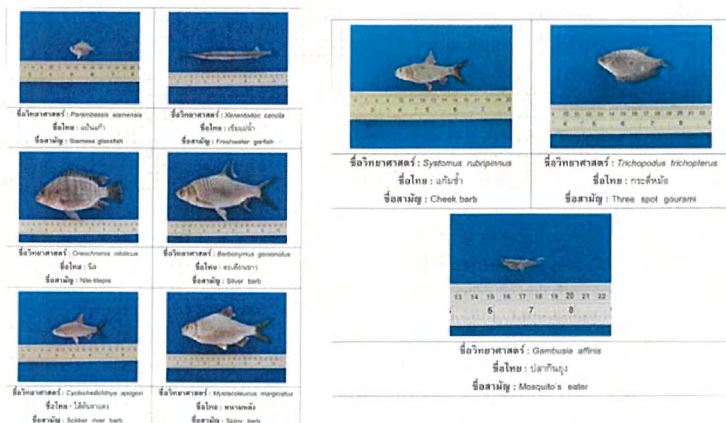 ชื่อวิทยาศาสตร์ : Parambassis siamensis
ชื่อไทย : แป้นแก้ว
ชื่อสามัญ : Siamese glassfish
ชื่อวิทยาศาสตร์ : Xenentodon cancila
ชื่อไทย : เข็มแม่น้ำ
ชื่อสามัญ : Freshwater garfish
ชื่อวิทยาศาสตร์ : Oreochromis niloticus
ชื่อไทย : นิล
ชื่อสามัญ : Nile tilapia
ชื่อวิทยาศาสตร์ : Barbonymus gonionotus
ชื่อไทย : ตะเพียนขาว
ชื่อสามัญ : Silver barb
ชื่อวิทยาศาสตร์ : Cyclocheilichthys apogon
ชื่อไทย : ไส้ตันตาแดง
ชื่อสามัญ : Soldier river barb
ชื่อวิทยาศาสตร์ : Mystacoleucus marginatus
ชื่อไทย : หนามหลัง
ชื่อสามัญ : Spiny barb
ชื่อวิทยาศาสตร์ : Systomus rubripinnus
ชื่อไทย : แก้มช้ำ
ชื่อสามัญ : Cheek barb
ชื่อวิทยาศาสตร์ : Trichopodus trichopterus
ชื่อไทย : กระดี่หม้อ
ชื่อสามัญ : Three spot gourami
13 14 15 16 17 18 19 20 21 22
6 7 8
ชื่อวิทยาศาสตร์ : Gambusia affinis
ชื่อไทย : ปลากินยุง
ชื่อสามัญ : Mosquito's eater